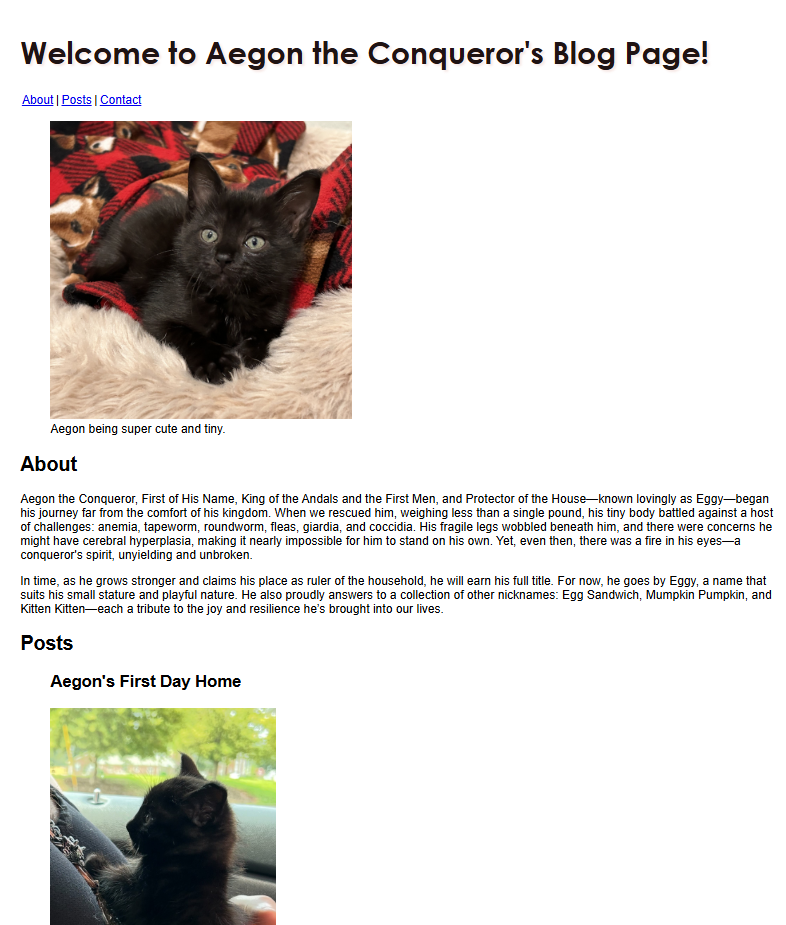 Welcome to Aegon the Conqueror's Blog Page!
About | Posts | Contact
Aegon being super cute and tiny.
About
Aegon the Conqueror, First of His Name, King of the Andals and the First Men, and Protector of the House—known lovingly as Eggy—began
his journey far from the comfort of his kingdom. When we rescued him, weighing less than a single pound, his tiny body battled against a host
of challenges: anemia, tapeworm, roundworm, fleas, giardia, and coccidia. His fragile legs wobbled beneath him, and there were concerns he
might have cerebral hyperplasia, making it nearly impossible for him to stand on his own. Yet, even then, there was a fire in his eyes—a
conqueror's spirit, unyielding and unbroken.
In time, as he grows stronger and claims his place as ruler of the household, he will earn his full title. For now, he goes by Eggy, a name that
suits his small stature and playful nature. He also proudly answers to a collection of other nicknames: Egg Sandwich, Mumpkin Pumpkin, and
Kitten Kitten—each a tribute to the joy and resilience he's brought into our lives.
Posts
Aegon's First Day Home